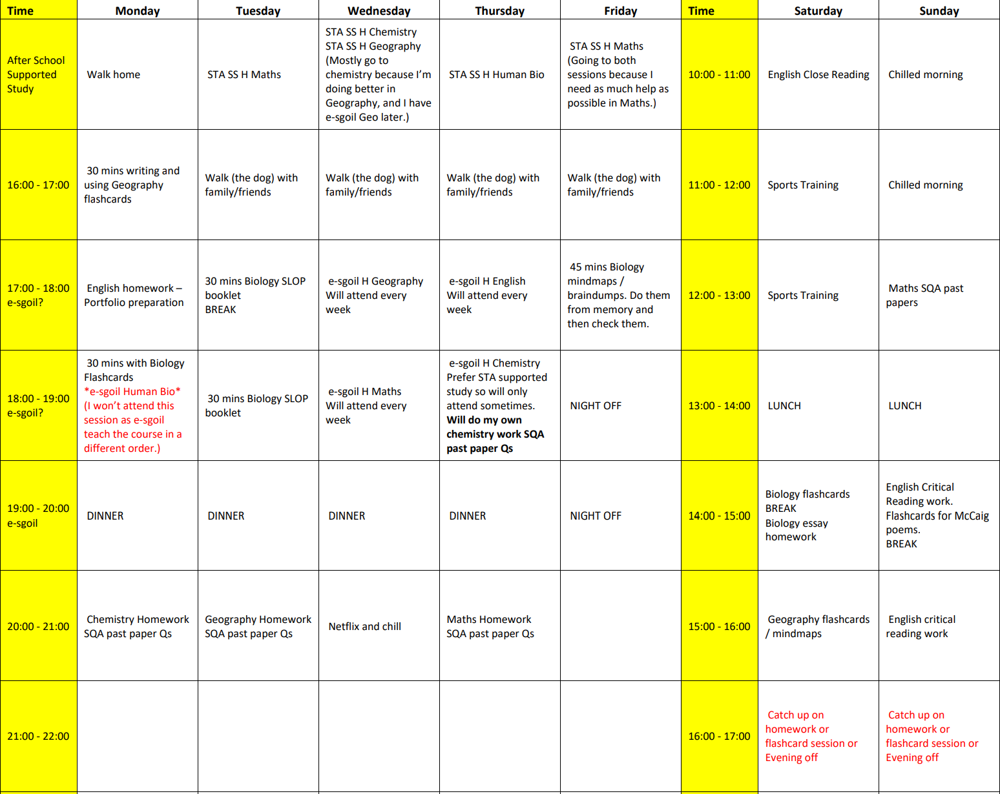 Time
Monday
Tuesday
Wednesday
Thursday
Friday
Time
Saturday
Sunday
After School
Supported
Study
Walk home
STA SS H Maths
STA SS H Chemistry
STA SS H Geography
(Mostly go to
chemistry because I’m
doing better in
Geography, and I have
e-sgoil Geo later.)
STA SS H Human Bio
STA SS H Maths
(Going to both
sessions because I
need as much help as
possible in Maths.)
10:00 - 11:00
English Close Reading
Chilled morning
16:00 - 17:00
30 mins writing and
using Geography
flashcards
Walk (the dog) with
family/friends
Walk (the dog) with
family/friends
Walk (the dog) with
family/friends
Walk (the dog) with
family/friends
11:00 - 12:00
Sports Training
Chilled morning
17:00 - 18:00
e-sgoil?
English homework –
Portfolio preparation
30 mins Biology SLOP
booklet
BREAK
e-sgoil H Geography
Will attend every
week
e-sgoil H English
Will attend every
week
45 mins Biology
mindmaps /
braindumps. Do them
from memory and
then check them.
12:00 - 13:00
Sports Training
Maths SQA past
papers
18:00 - 19:00
e-sgoil?
30 mins with Biology
Flashcards
*e-sgoil Human Bio*
(I won’t attend this
session as e-sgoil
teach the course in a
different order.)
30 mins Biology SLOP
booklet
e-sgoil H Maths
Will attend every
week
e-sgoil H Chemistry
Prefer STA supported
study so will only
attend sometimes.
Will do my own
chemistry work SQA
past paper Qs
NIGHT OFF
13:00 - 14:00
LUNCH
LUNCH
19:00 - 20:00
e-sgoil
DINNER
DINNER
DINNER
DINNER
NIGHT OFF
14:00 - 15:00
Biology flashcards
BREAK
Biology essay
homework
English Critical
Reading work.
Flashcards for McCaig
poems.
BREAK
20:00 - 21:00
Chemistry Homework
SQA past paper Qs
Geography Homework
SQA past paper Qs
Netflix and chill
Maths Homework
SQA past paper Qs
15:00 - 16:00
Geography flashcards
/ mindmaps
English critical
reading work
21:00 - 22:00
16:00 - 17:00
Catch up on
homework or
flashcard session or
Evening off
Catch up on
homework or
flashcard session or
Evening off